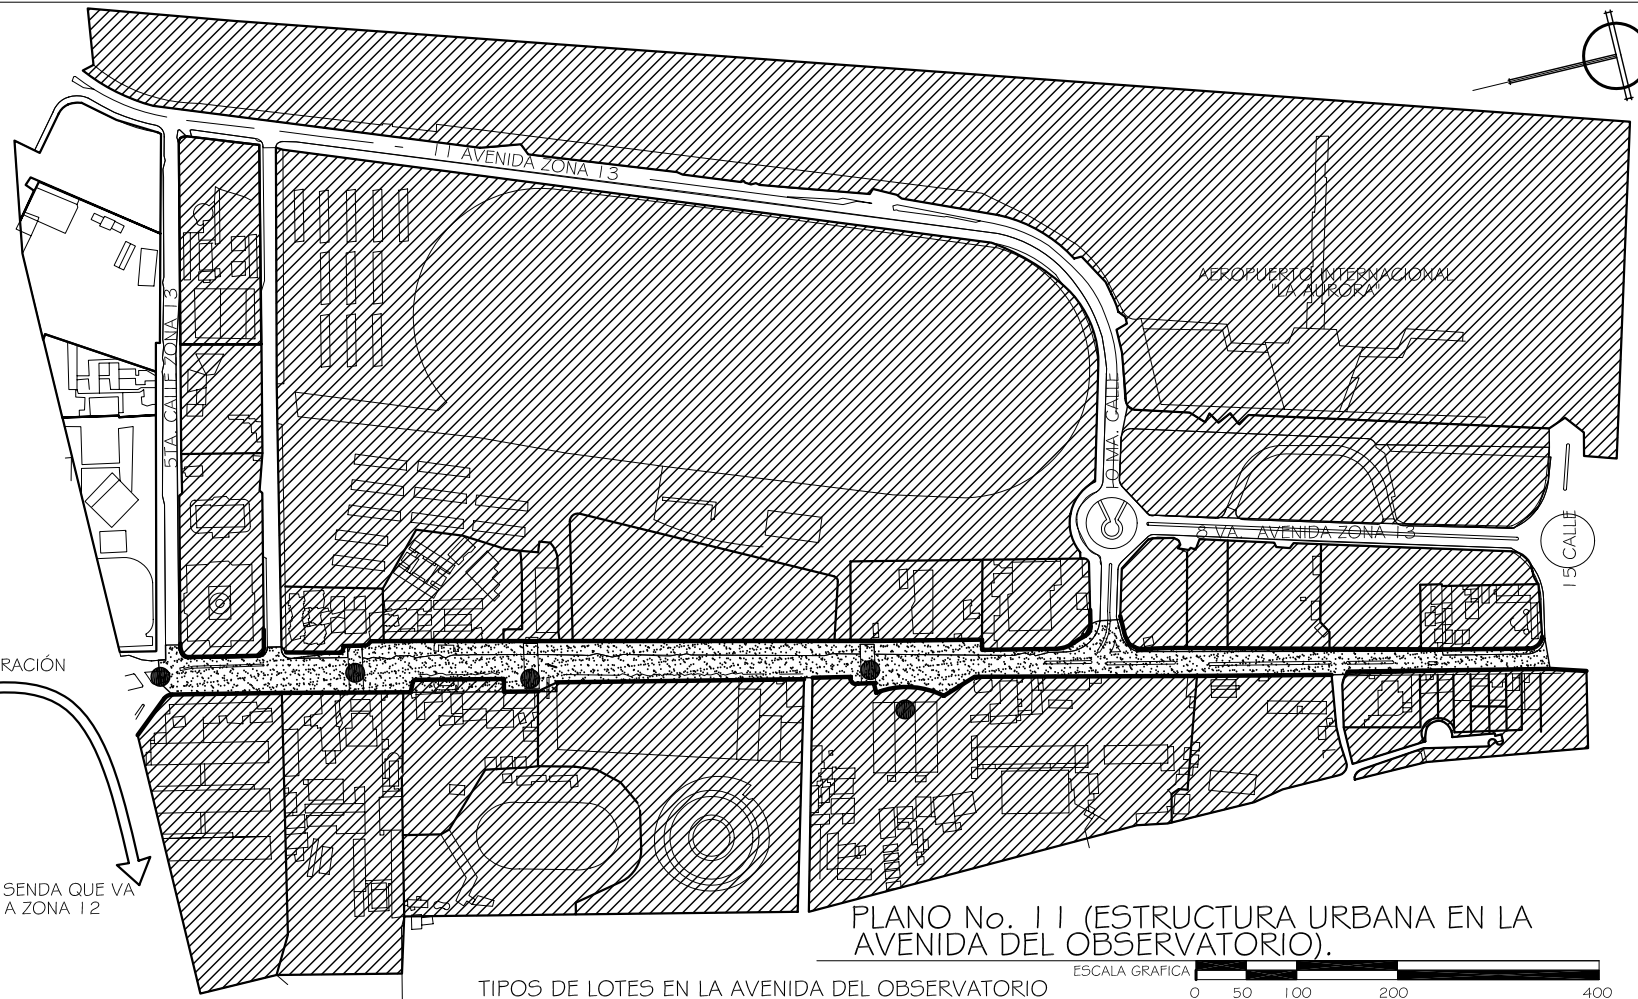 11 AVENIDA ZONA 13
AEROPUERTO INTERNACIONAL
"LA AURORA"
5TA. CALLE ZONA 13
10MA. CALLE
8 VA. AVENIDA ZONA 13
15 CALLE
RACIÓN
SENDA QUE VA
A ZONA 12
PLANO No. 11 (ESTRUCTURA URBANA EN LA
AVENIDA DEL OBSERVATORIO).
ESCALA GRAFICA
0 50 100 200 400
TIPOS DE LOTES EN LA AVENIDA DEL OBSERVATORIO